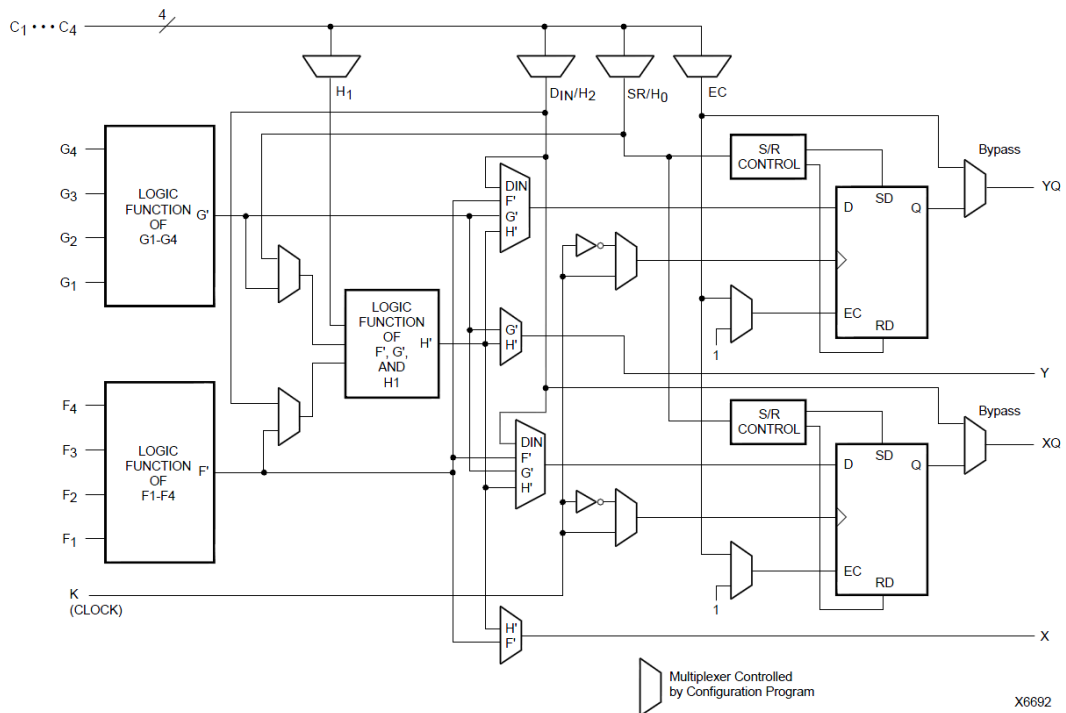 C1 • • • C4
4
H1
DIN/H2
SR/H0
EC
G4
G3
G2
G1
LOGIC
FUNCTION
OF
G1-G4
G'
DIN
F'
G'
H'
S/R
CONTROL
Bypass
D
SD
Q
EC
RD
1
YQ
LOGIC
FUNCTION
OF
F', G',
AND
H1
H'
G'
H'
Y
F4
F3
F2
F1
LOGIC
FUNCTION
OF
F1-F4
F'
DIN
F'
G'
H'
S/R
CONTROL
Bypass
D
SD
Q
EC
RD
1
XQ
K
(CLOCK)
H'
F'
X
Multiplexer Controlled
by Configuration Program
X6692